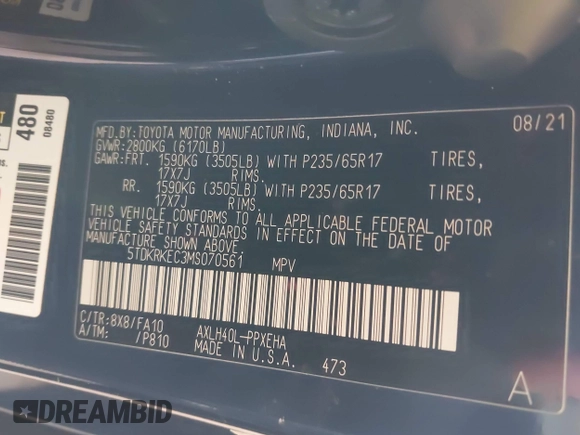 480
08480
MFD.BY:TOYOTA MOTOR MANUFACTURING, INDIANA, INC. 08/21
GVWR:2800KG (6170LB)
GAWR:FRT. 1590KG (3505LB) WITH P235/65R17 TIRES,
17X7J RIMS.
RR. 1590KG (3505LB) WITH P235/65R17 TIRES,
17X7J RIMS.
THIS VEHICLE CONFORMS TO ALL APPLICABLE FEDERAL MOTOR
VEHICLE SAFETY STANDARDS IN EFFECT ON THE DATE OF
MANUFACTURE SHOWN ABOVE.
5TDKRKEC3MS070561 MPV
C/TR:8X8/FA10 AXLH40L-PPXEHA
A/TM: /P810 MADE IN U.S.A. 473
A
DREAMBID